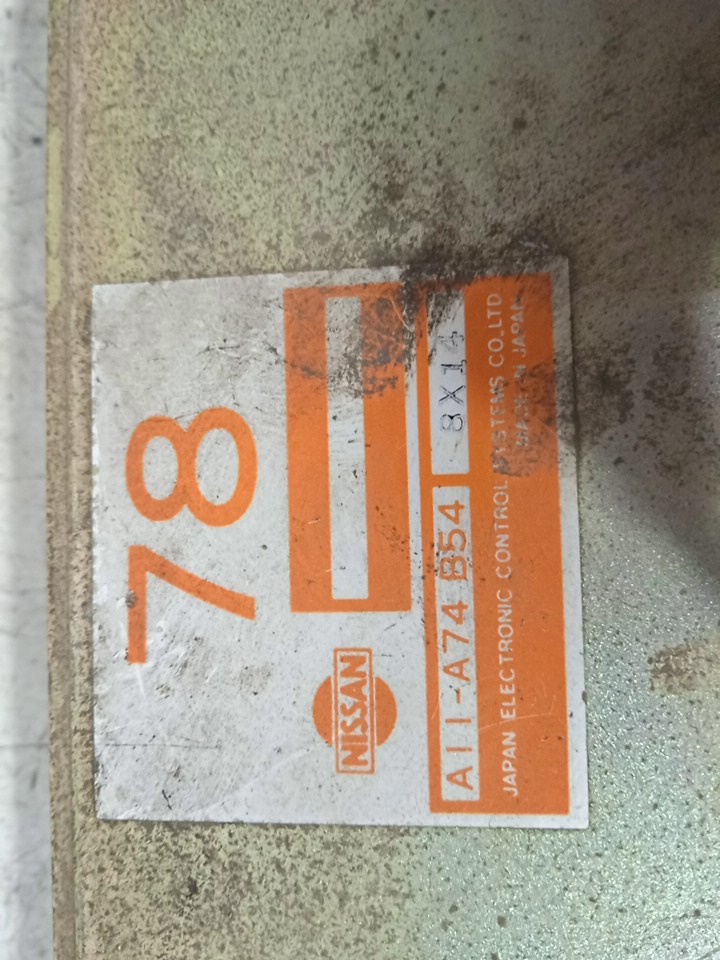 78
NISSAN
A11-A74 B54 8X14
JAPAN ELECTRONIC CONTROL SYSTEMS CO.,LTD
MADE IN JAPAN